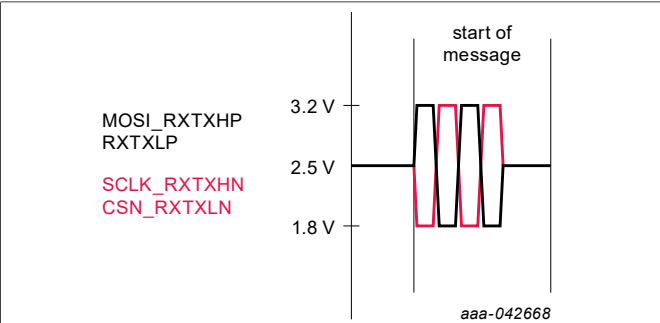 start of
message
3.2 V
MOSI_RXTXHP
RXTXLP
2.5 V
SCLK_RXTXHN
CSN_RXTXLN
1.8 V
aaa-042668